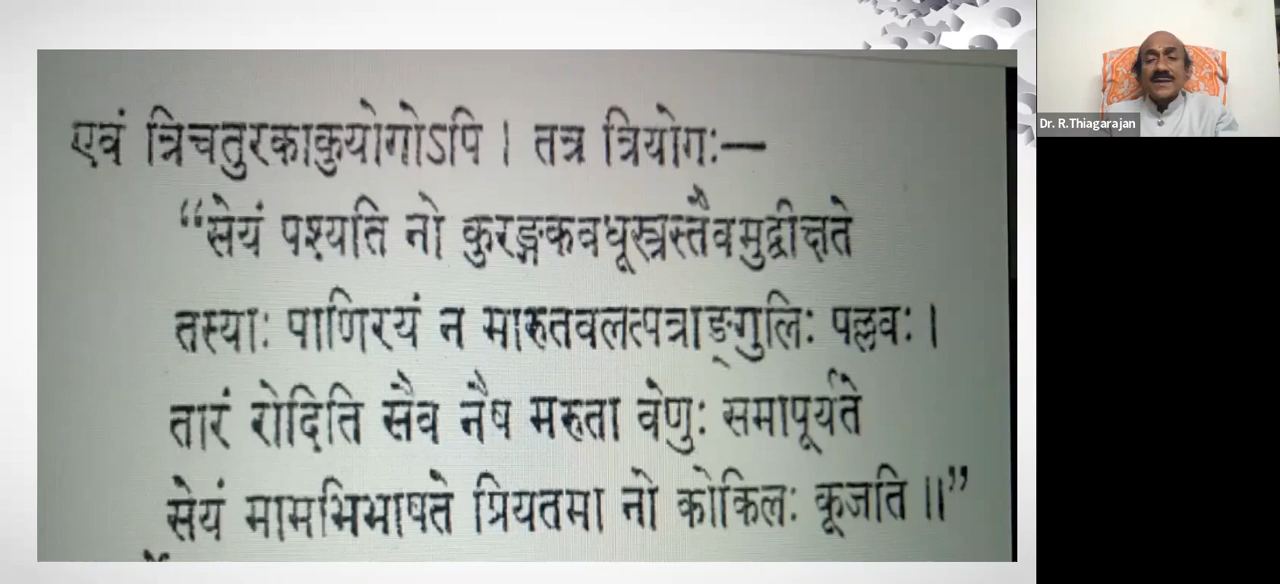 एवं त्रिचतुरकाकुयोगोऽपि । तत्र त्रियोगः—
“सेयं पश्यति नो कुरङ्गकवधूस्त्रस्तैवमुद्वीक्षते
तस्याः पाणिरयं न मारुतवलत्पत्राङ्गुलिः पल्लवः ।
तारं रोदिति सैव नैष मरुता वेणुः समापूर्यते
सेयं मामभिभाषते प्रियतमा नो कोकिलः कूजति ॥”
Dr. R.Thiagarajan